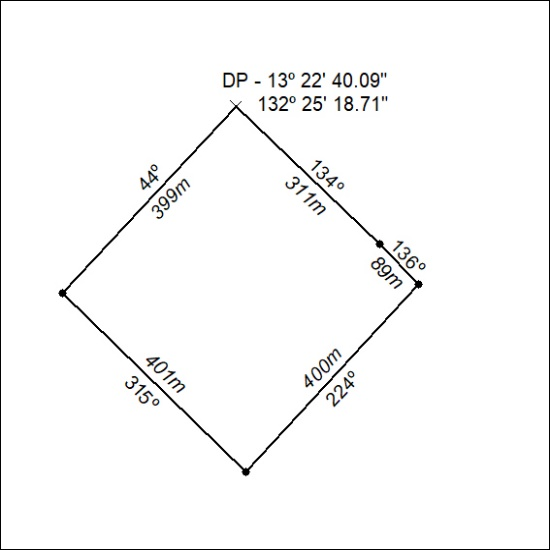 DP - 13º 22' 40.09"
132º 25' 18.71"
44º
399m
134º
311m
136º
89m
401m
315º
400m
224º